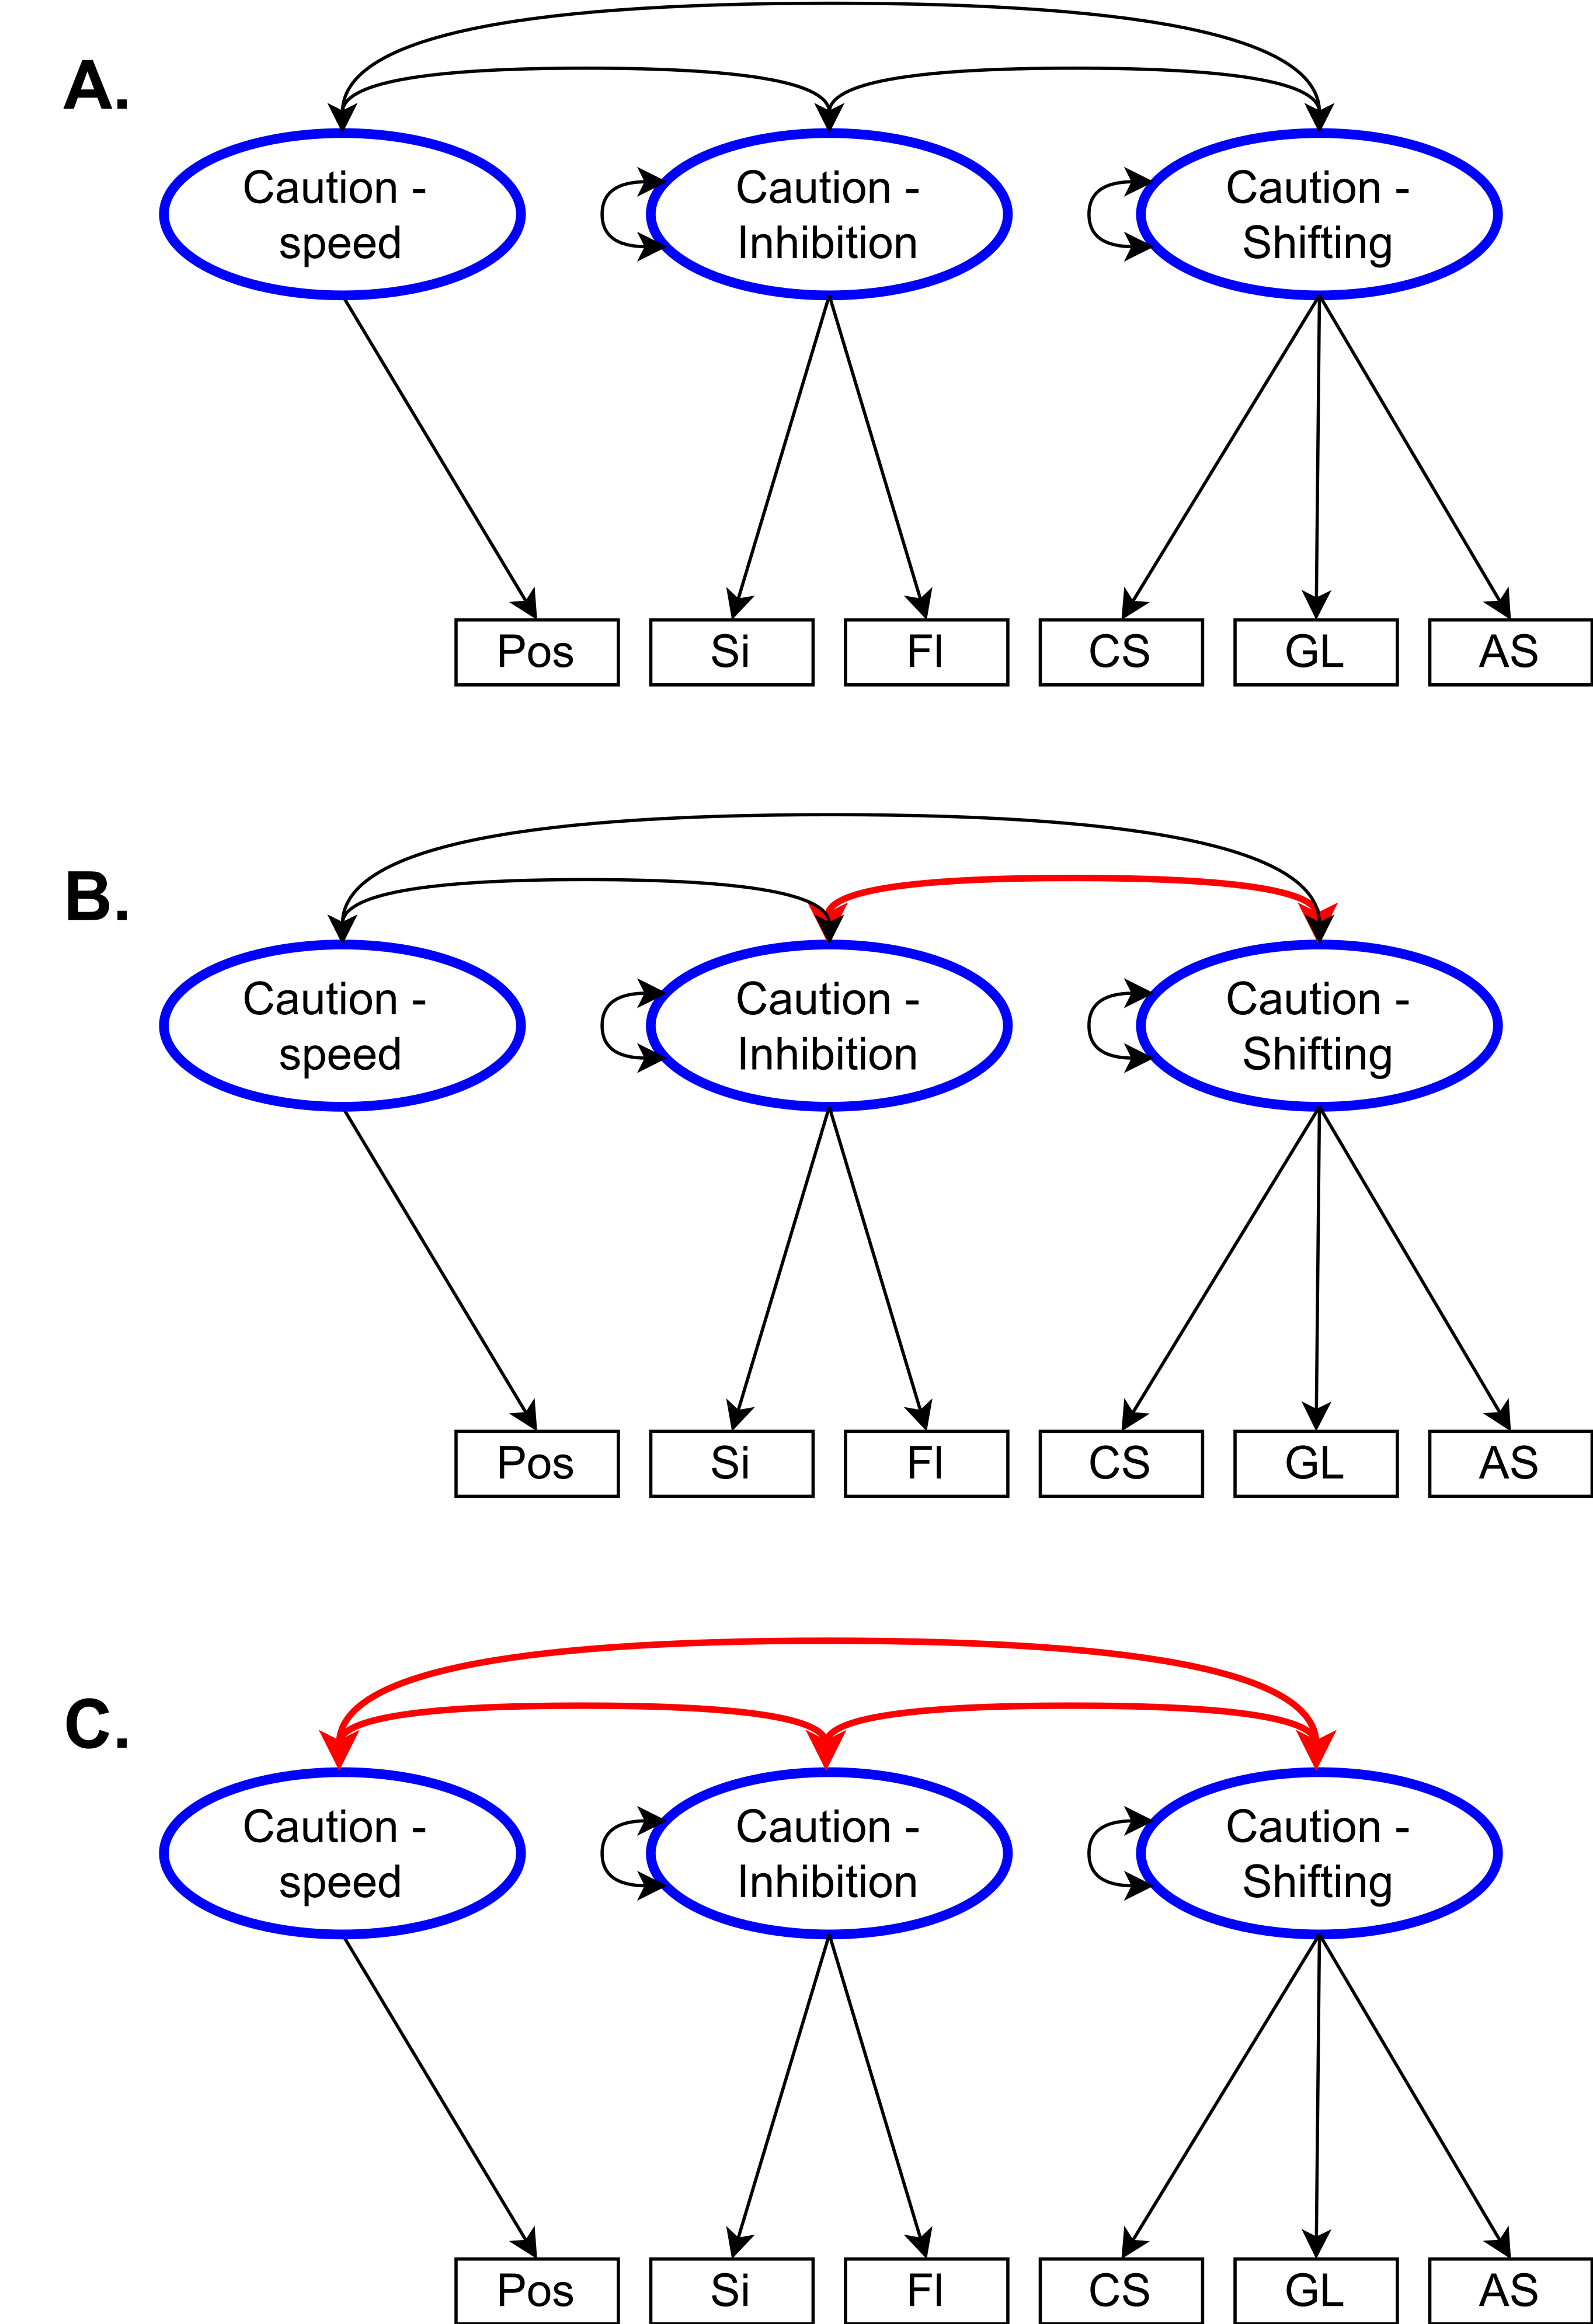 A.
Caution -
speed
Caution -
Inhibition
Caution -
Shifting
Pos
Si
FI
CS
GL
AS
B.
Caution -
speed
Caution -
Inhibition
Caution -
Shifting
Pos
Si
FI
CS
GL
AS
C.
Caution -
speed
Caution -
Inhibition
Caution -
Shifting
Pos
Si
FI
CS
GL
AS